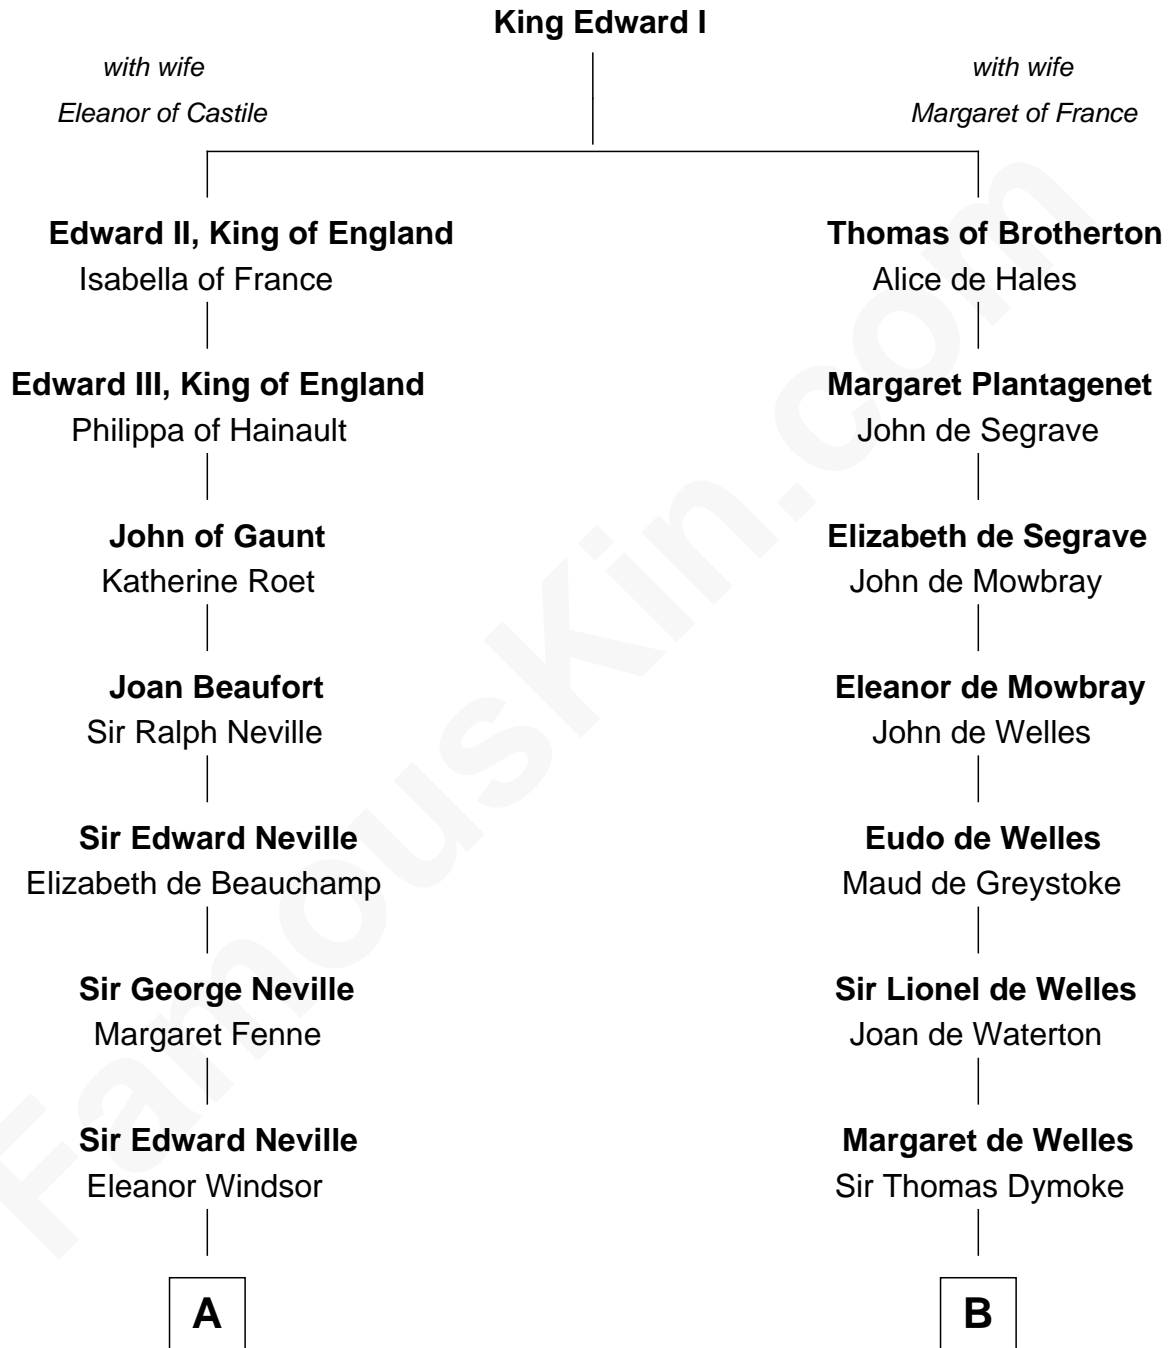 King Edward I
with wife
Eleanor of Castile
with wife
Margaret of France
Edward II, King of England
Isabella of France
Thomas of Brotherton
Alice de Hales
Edward III, King of England
Philippa of Hainault
Margaret Plantagenet
John de Segrave
John of Gaunt
Katherine Roet
Elizabeth de Segrave
John de Mowbray
Joan Beaufort
Sir Ralph Neville
Eleanor de Mowbray
John de Welles
Sir Edward Neville
Elizabeth de Beauchamp
Eudo de Welles
Maud de Greystoke
Sir George Neville
Margaret Fenne
Sir Lionel de Welles
Joan de Waterton
Sir Edward Neville
Eleanor Windsor
Margaret de Welles
Sir Thomas Dymoke
A
B
FamousKin.com